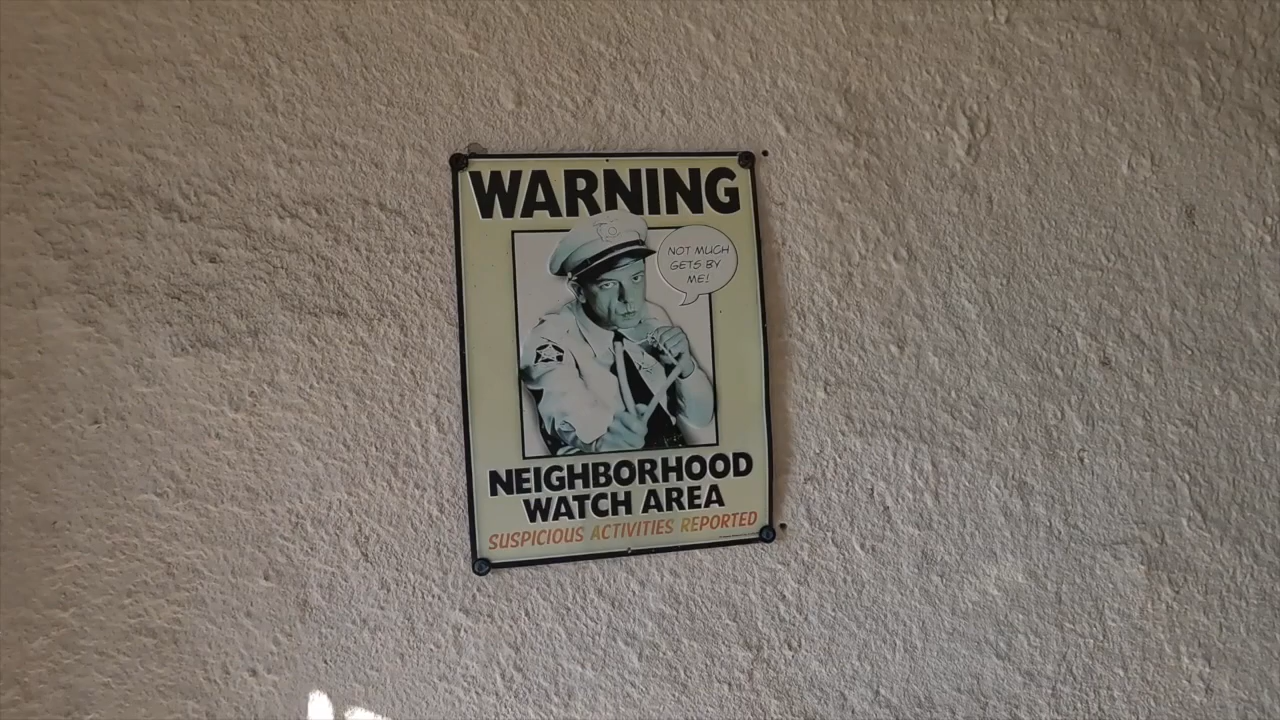 WARNING
NOT MUCH
GETS BY
ME!
NEIGHBORHOOD
WATCH AREA
SUSPICIOUS ACTIVITIES REPORTED